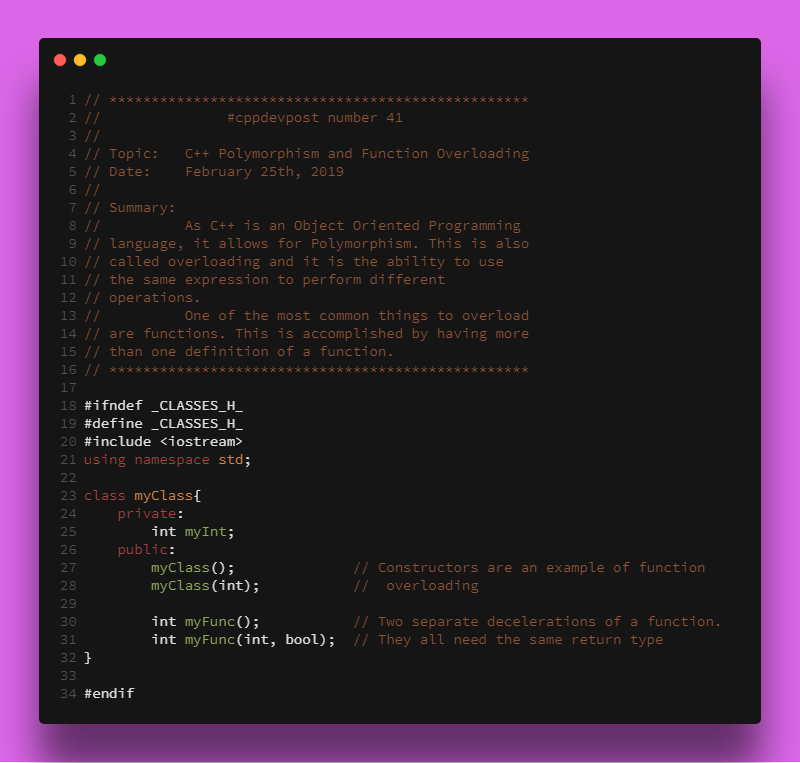 1 // **************************************************
2 //               #cppdevpost number 41
3 //
4 // Topic:   C++ Polymorphism and Function Overloading
5 // Date:    February 25th, 2019
6 //
7 // Summary:
8 //          As C++ is an Object Oriented Programming
9 // language, it allows for Polymorphism. This is also
10 // called overloading and it is the ability to use
11 // the same expression to perform different
12 // operations.
13 //          One of the most common things to overload
14 // are functions. This is accomplished by having more
15 // than one definition of a function.
16 // **************************************************
17
18 #ifndef _CLASSES_H_
19 #define _CLASSES_H_
20 #include <iostream>
21 using namespace std;
22
23 class myClass{
24     private:
25         int myInt;
26     public:
27         myClass();              // Constructors are an example of function
28         myClass(int);           //  overloading
29
30         int myFunc();           // Two separate decelerations of a function.
31         int myFunc(int, bool);  // They all need the same return type
32 }
33
34 #endif